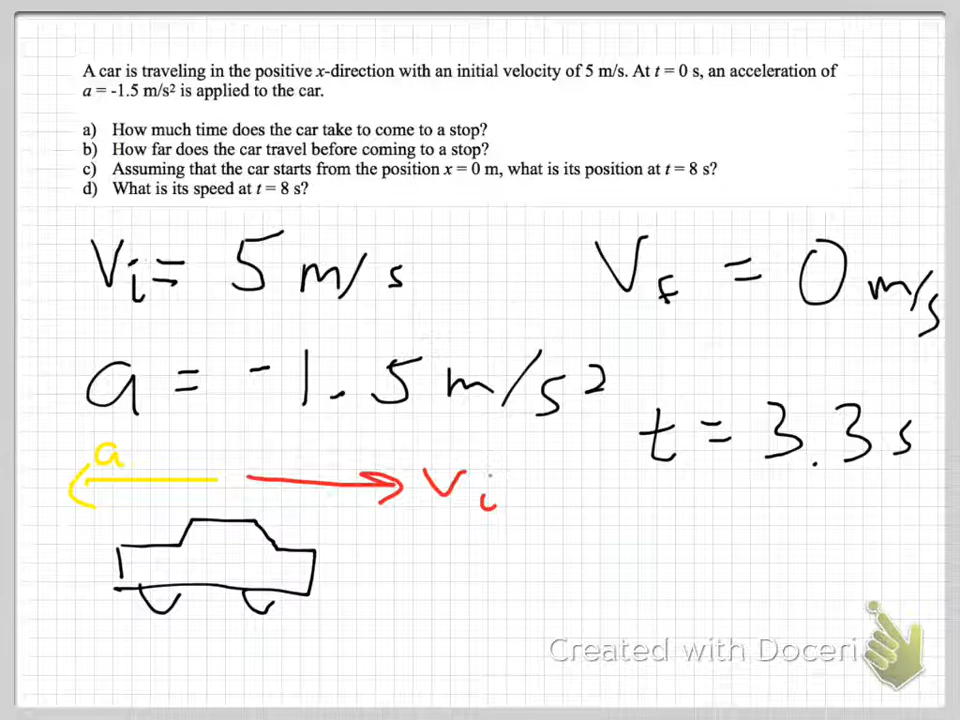 A car is traveling in the positive x-direction with an initial velocity of 5 m/s. At t = 0 s, an acceleration of
a = -1.5 m/s² is applied to the car.
a) How much time does the car take to come to a stop?
b) How far does the car travel before coming to a stop?
c) Assuming that the car starts from the position x = 0 m, what is its position at t = 8 s?
d) What is its speed at t = 8 s?
Vi = 5 m/s
Vf = 0 m/s
a = -1.5 m/s²
t = 3.3 s
a
Vi
Created with Doceri